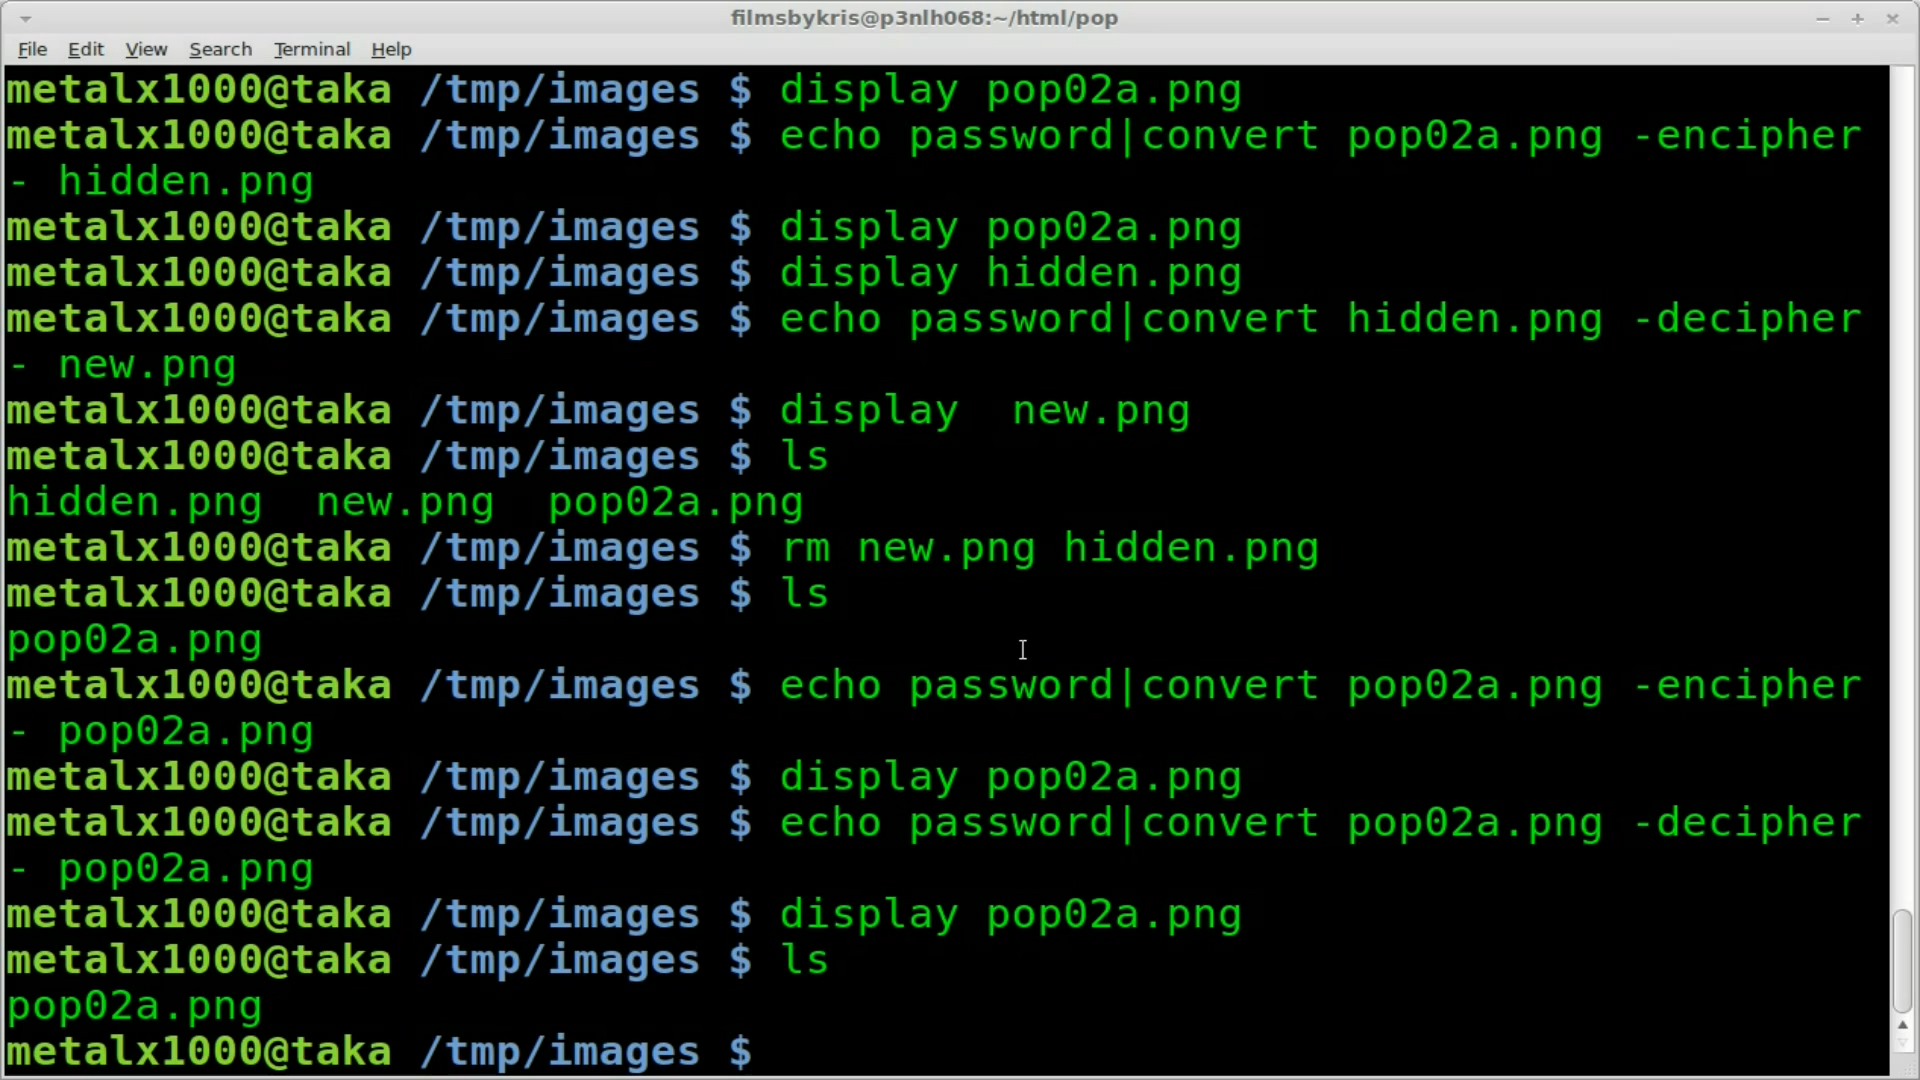 filmsbykris@p3nlh068:~/html/pop
File Edit View Search Terminal Help
metalx1000@taka /tmp/images $ display pop02a.png
metalx1000@taka /tmp/images $ echo password|convert pop02a.png -encipher
- hidden.png
metalx1000@taka /tmp/images $ display pop02a.png
metalx1000@taka /tmp/images $ display hidden.png
metalx1000@taka /tmp/images $ echo password|convert hidden.png -decipher
- new.png
metalx1000@taka /tmp/images $ display  new.png
metalx1000@taka /tmp/images $ ls
hidden.png  new.png  pop02a.png
metalx1000@taka /tmp/images $ rm new.png hidden.png
metalx1000@taka /tmp/images $ ls
pop02a.png
metalx1000@taka /tmp/images $ echo password|convert pop02a.png -encipher
- pop02a.png
metalx1000@taka /tmp/images $ display pop02a.png
metalx1000@taka /tmp/images $ echo password|convert pop02a.png -decipher
- pop02a.png
metalx1000@taka /tmp/images $ display pop02a.png
metalx1000@taka /tmp/images $ ls
pop02a.png
metalx1000@taka /tmp/images $